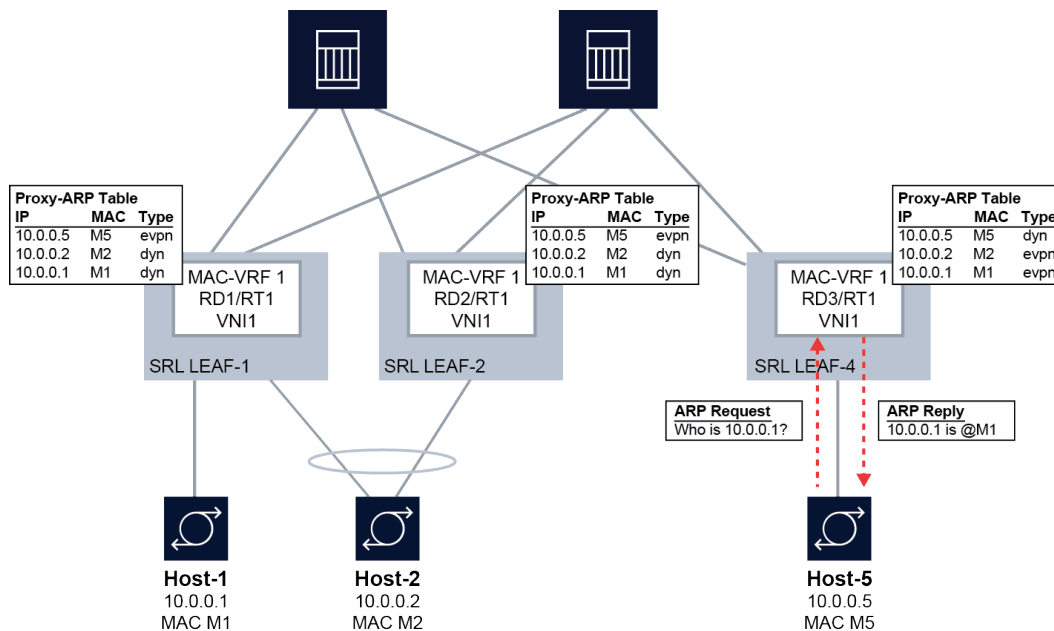 Proxy-ARP Table
IP MAC Type
10.0.0.5 M5 evpn
10.0.0.2 M2 dyn
10.0.0.1 M1 dyn
MAC-VRF 1
RD1/RT1
VNI1
SRL LEAF-1
Proxy-ARP Table
IP MAC Type
10.0.0.5 M5 evpn
10.0.0.2 M2 dyn
10.0.0.1 M1 dyn
MAC-VRF 1
RD2/RT1
VNI1
SRL LEAF-2
Proxy-ARP Table
IP MAC Type
10.0.0.5 M5 dyn
10.0.0.2 M2 evpn
10.0.0.1 M1 evpn
MAC-VRF 1
RD3/RT1
VNI1
SRL LEAF-4
ARP Request
Who is 10.0.0.1?
ARP Reply
10.0.0.1 is @M1
Host-1
10.0.0.1
MAC M1
Host-2
10.0.0.2
MAC M2
Host-5
10.0.0.5
MAC M5